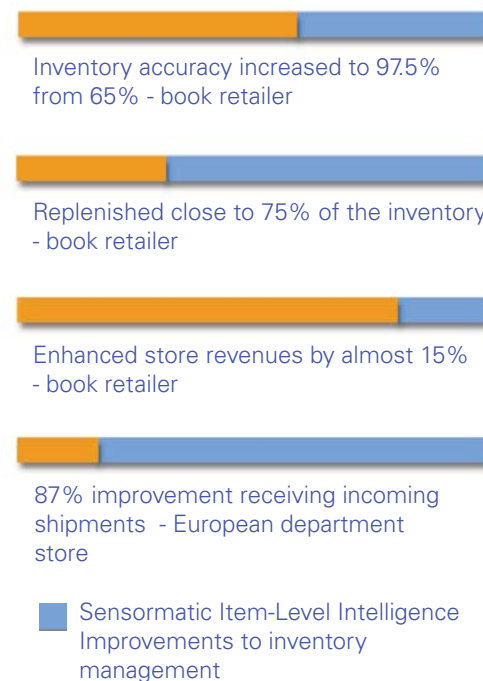 Inventory accuracy increased to 97.5%
from 65% - book retailer
Replenished close to 75% of the inventory
- book retailer
Enhanced store revenues by almost 15%
- book retailer
87% improvement receiving incoming
shipments - European department
store
Sensormatic Item-Level Intelligence
Improvements to inventory
management